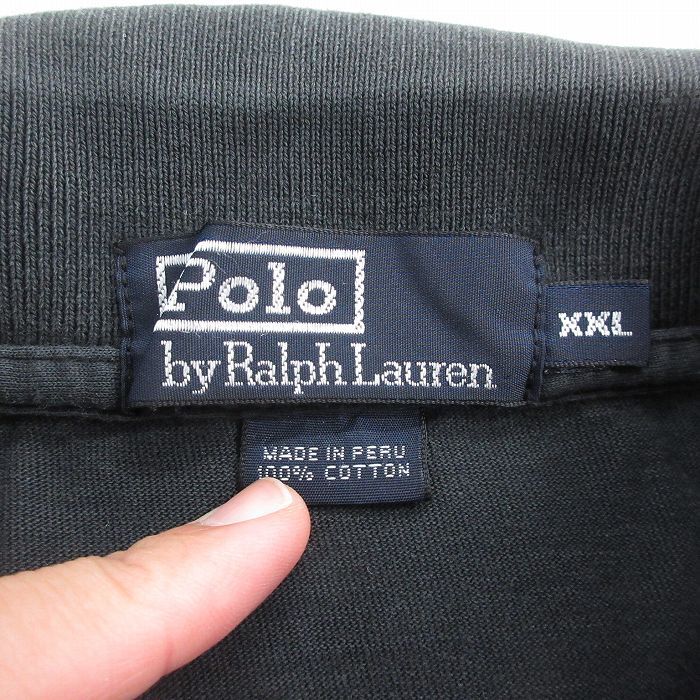 Polo
by Ralph Lauren
XXL
MADE IN PERU
100% COTTON